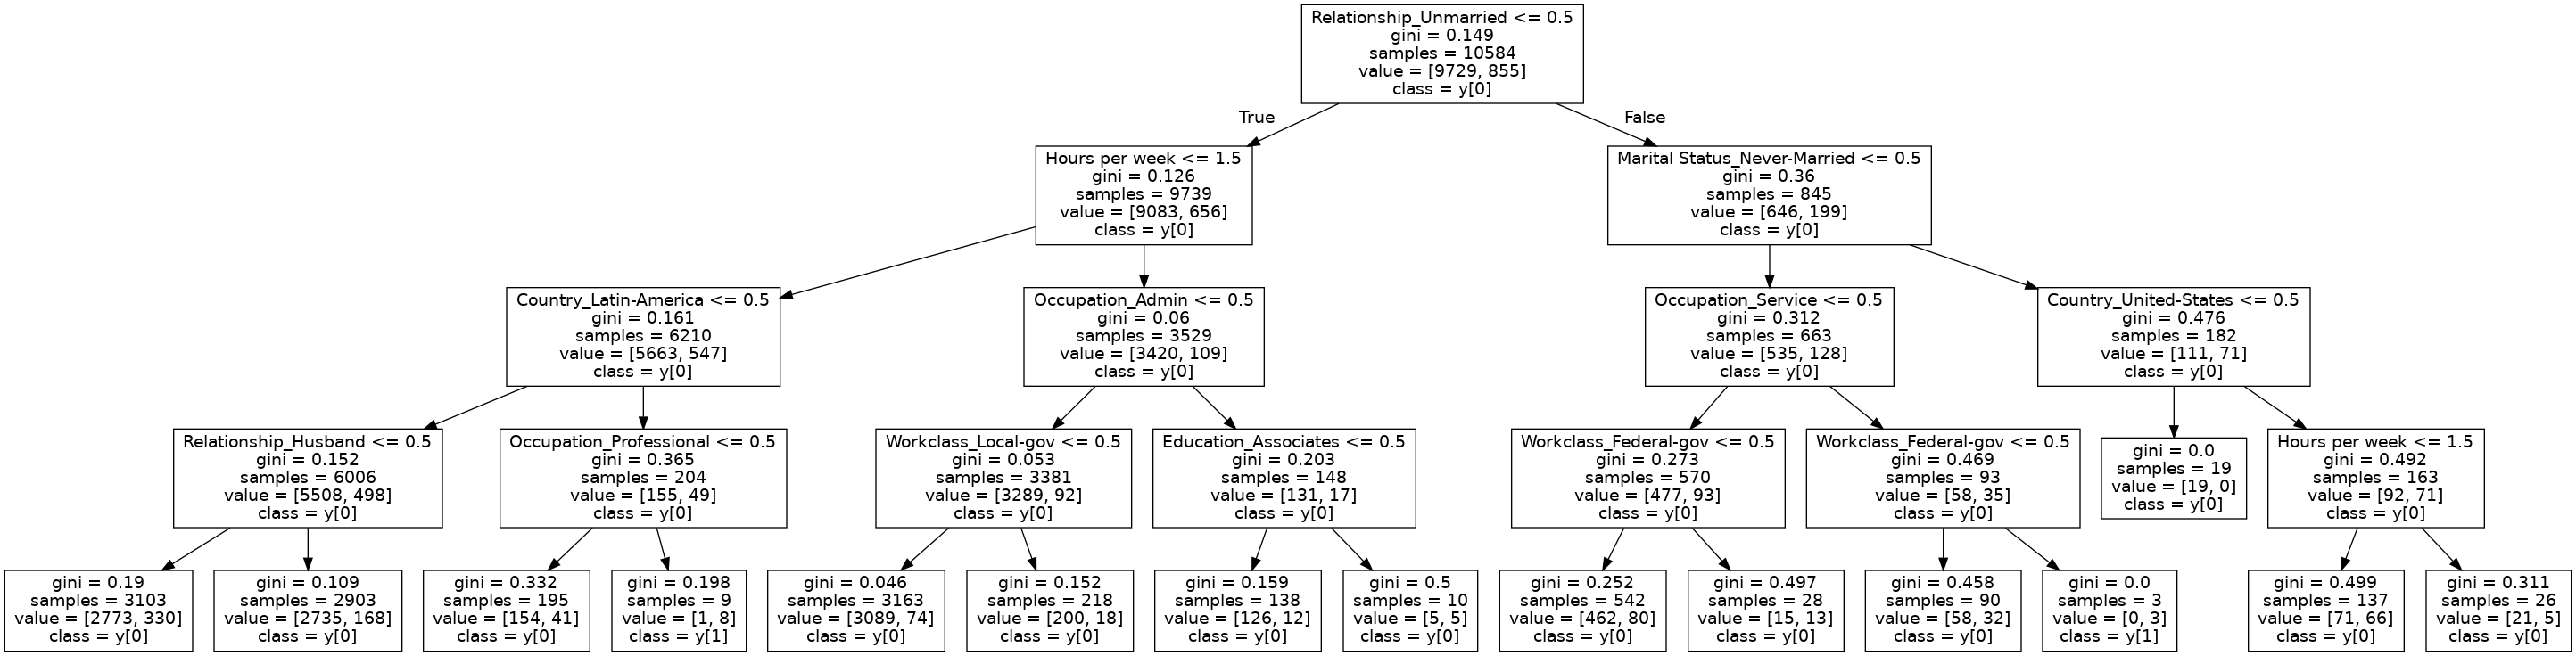 Relationship_Unmarried <= 0.5
gini = 0.149
samples = 10584
value = [9729, 855]
class = y[0]
True
False
Hours per week <= 1.5
gini = 0.126
samples = 9739
value = [9083, 656]
class = y[0]
Marital Status_Never-Married <= 0.5
gini = 0.36
samples = 845
value = [646, 199]
class = y[0]
Country_Latin-America <= 0.5
gini = 0.161
samples = 6210
value = [5663, 547]
class = y[0]
Occupation_Admin <= 0.5
gini = 0.06
samples = 3529
value = [3420, 109]
class = y[0]
Occupation_Service <= 0.5
gini = 0.312
samples = 663
value = [535, 128]
class = y[0]
Country_United-States <= 0.5
gini = 0.476
samples = 182
value = [111, 71]
class = y[0]
Relationship_Husband <= 0.5
gini = 0.152
samples = 6006
value = [5508, 498]
class = y[0]
Occupation_Professional <= 0.5
gini = 0.365
samples = 204
value = [155, 49]
class = y[0]
Workclass_Local-gov <= 0.5
gini = 0.053
samples = 3381
value = [3289, 92]
class = y[0]
Education_Associates <= 0.5
gini = 0.203
samples = 148
value = [131, 17]
class = y[0]
Workclass_Federal-gov <= 0.5
gini = 0.273
samples = 570
value = [477, 93]
class = y[0]
Workclass_Federal-gov <= 0.5
gini = 0.469
samples = 93
value = [58, 35]
class = y[0]
gini = 0.0
samples = 19
value = [19, 0]
class = y[0]
Hours per week <= 1.5
gini = 0.492
samples = 163
value = [92, 71]
class = y[0]
gini = 0.19
samples = 3103
value = [2773, 330]
class = y[0]
gini = 0.109
samples = 2903
value = [2735, 168]
class = y[0]
gini = 0.332
samples = 195
value = [154, 41]
class = y[0]
gini = 0.198
samples = 9
value = [1, 8]
class = y[1]
gini = 0.046
samples = 3163
value = [3089, 74]
class = y[0]
gini = 0.152
samples = 218
value = [200, 18]
class = y[0]
gini = 0.159
samples = 138
value = [126, 12]
class = y[0]
gini = 0.5
samples = 10
value = [5, 5]
class = y[0]
gini = 0.252
samples = 542
value = [462, 80]
class = y[0]
gini = 0.497
samples = 28
value = [15, 13]
class = y[0]
gini = 0.458
samples = 90
value = [58, 32]
class = y[0]
gini = 0.0
samples = 3
value = [0, 3]
class = y[1]
gini = 0.499
samples = 137
value = [71, 66]
class = y[0]
gini = 0.311
samples = 26
value = [21, 5]
class = y[0]